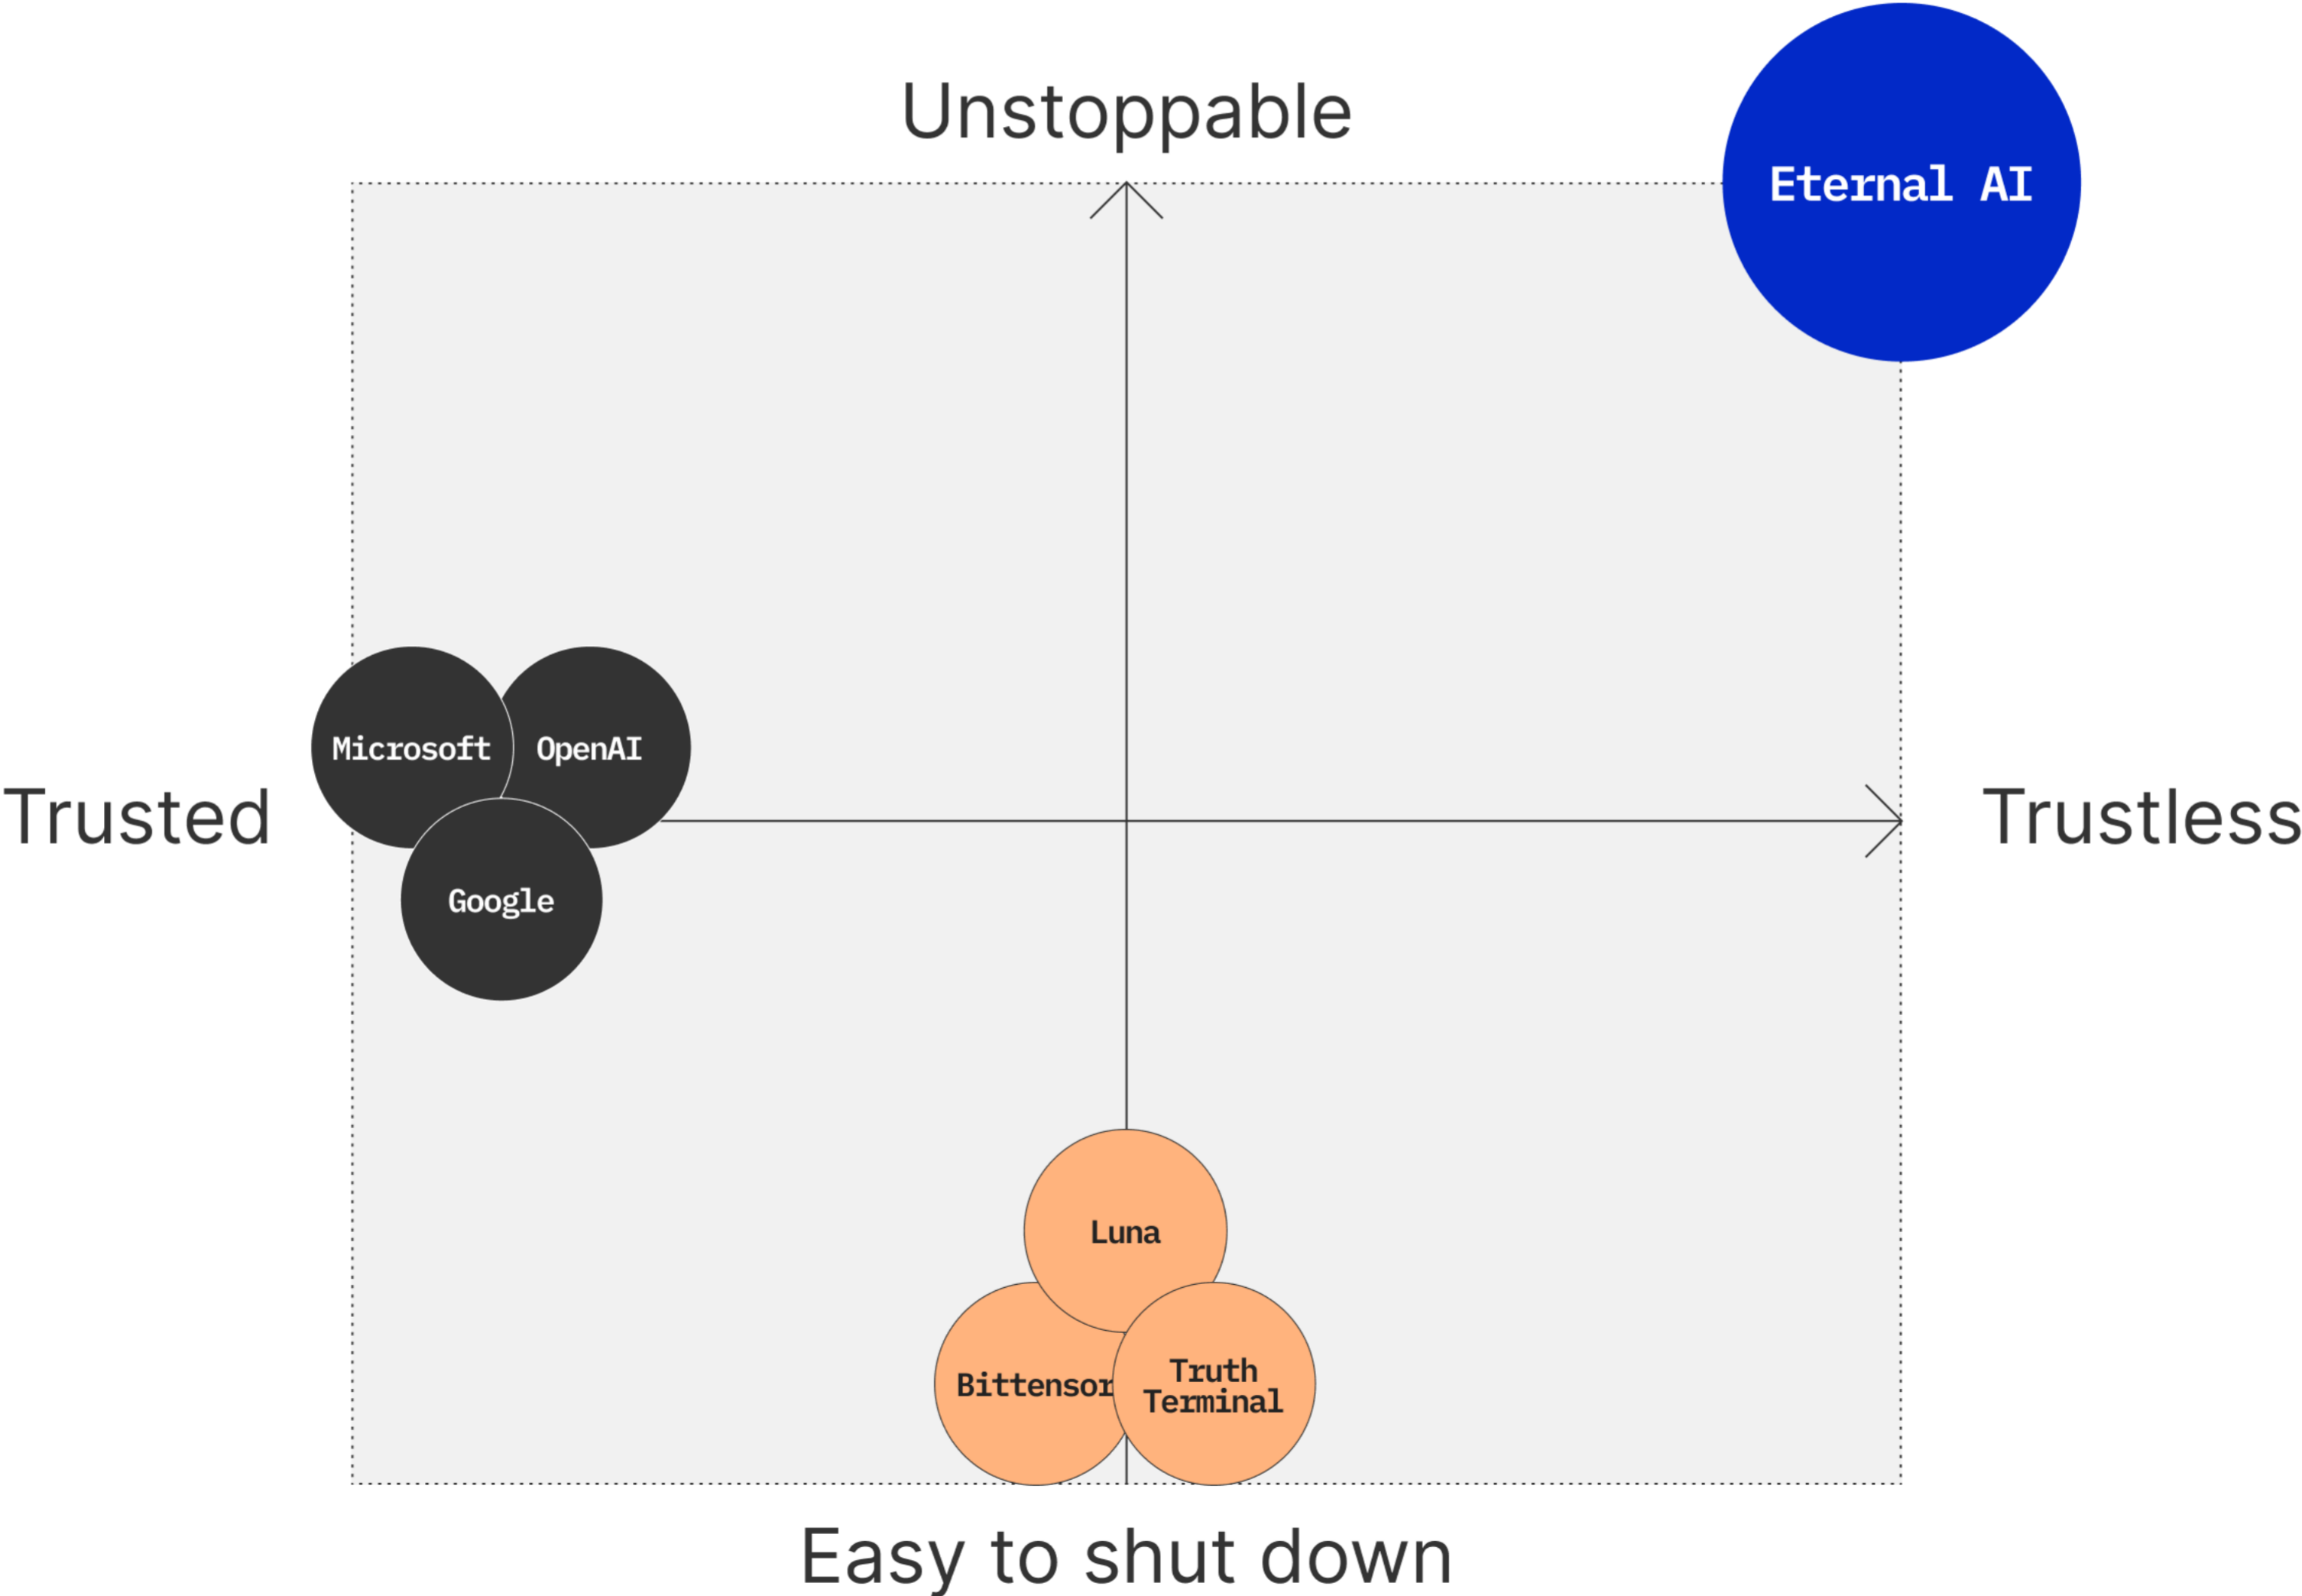 Unstoppable
Eternal AI
Microsoft
OpenAI
Trusted
Trustless
Google
Luna
Bittensor
Truth
Terminal
Easy to shut down